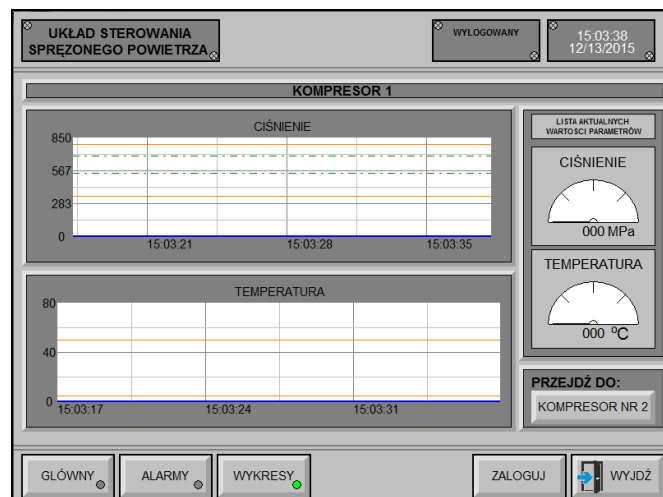 UKŁAD STEROWANIA
SPRĘZONEGO POWIETRZA
WYLOGOWANY
15:03:38
12/13/2015
KOMPRESOR 1
CIŚNIENIE
850
567
283
0
15:03:21 15:03:28 15:03:35
TEMPERATURA
80
40
0
15:03:17 15:03:24 15:03:31
LISTA AKTUALNYCH
WARTOSCI PARAMETRÓW
CIŚNIENIE
000 MPa
TEMPERATURA
000 °C
PRZEJDŹ DO:
KOMPRESOR NR 2
GLÓWNY
ALARMY
WYKRESY
ZALOGUJ
WYJDŹ